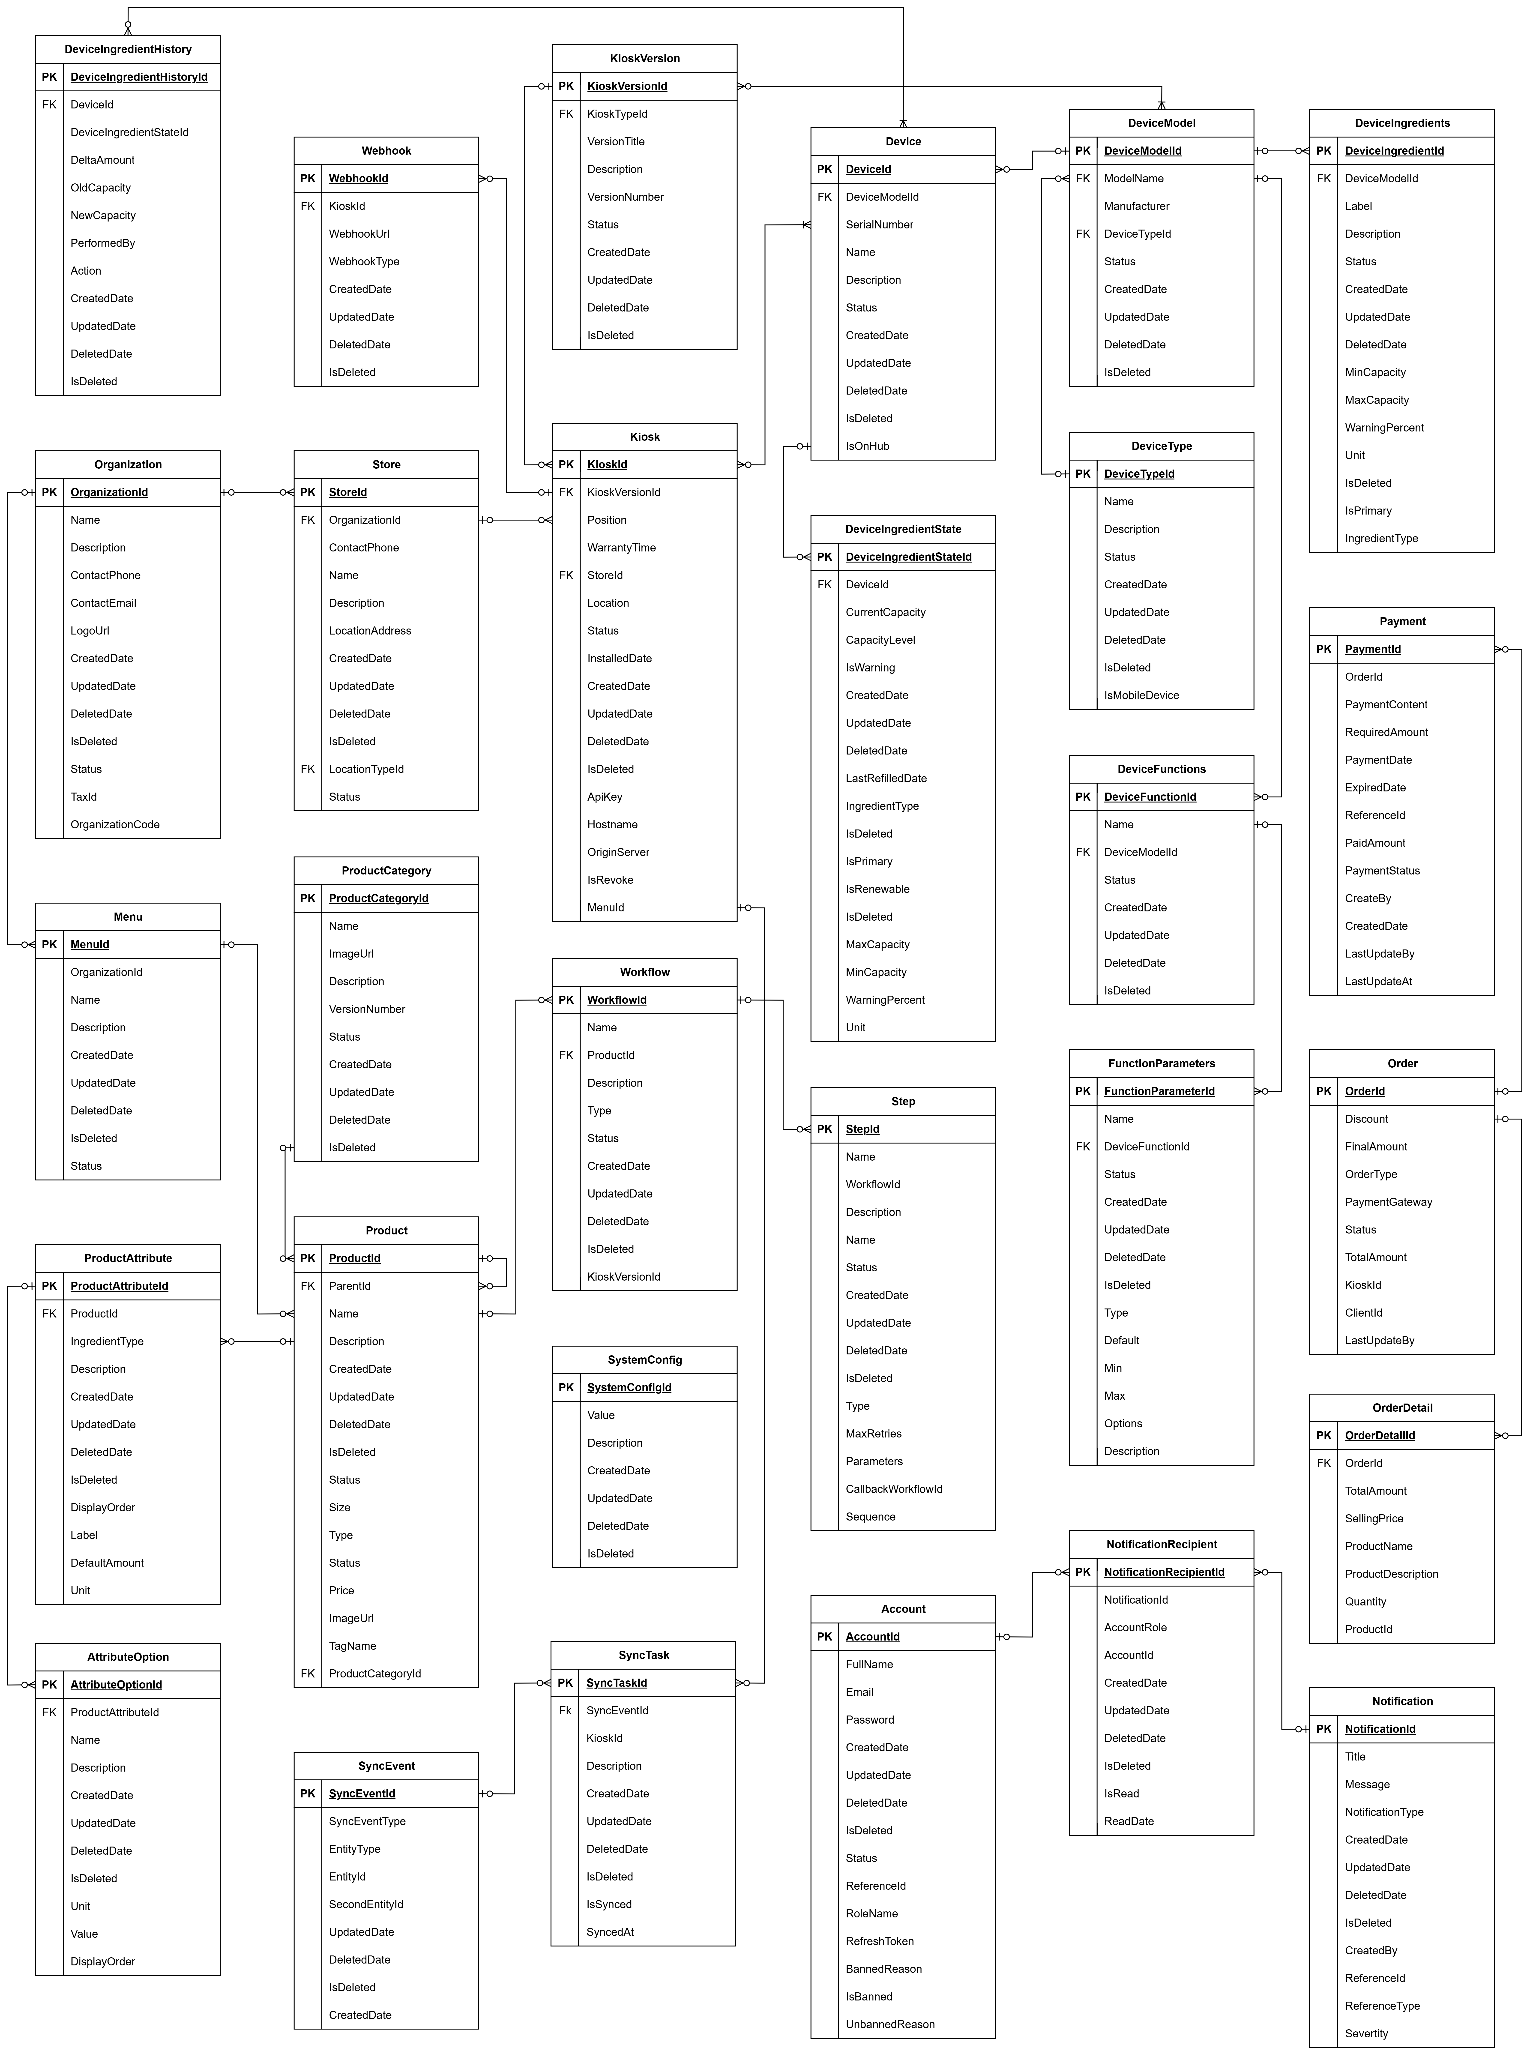 DeviceIngredientHistory
PK DeviceIngredientHistoryId
FK DeviceId
DeviceIngredientStateId
DeltaAmount
OldCapacity
NewCapacity
PerformedBy
Action
CreatedDate
UpdatedDate
DeletedDate
IsDeleted
Webhook
PK WebhookId
FK KioskId
WebhookUrl
WebhookType
CreatedDate
UpdatedDate
DeletedDate
IsDeleted
KioskVersion
PK KioskVersionId
FK KioskTypeId
VersionTitle
Description
VersionNumber
Status
CreatedDate
UpdatedDate
DeletedDate
IsDeleted
Device
PK DeviceId
FK DeviceModelId
SerialNumber
Name
Description
Status
CreatedDate
UpdatedDate
DeletedDate
IsDeleted
IsOnHub
DeviceModel
PK DeviceModelId
FK ModelName
Manufacturer
FK DeviceTypeId
Status
CreatedDate
UpdatedDate
DeletedDate
IsDeleted
DeviceIngredients
PK DeviceIngredientId
FK DeviceModelId
Label
Description
Status
CreatedDate
UpdatedDate
DeletedDate
MinCapacity
MaxCapacity
WarningPercent
Unit
IsDeleted
IsPrimary
IngredientType
Organization
PK OrganizationId
Name
Description
ContactPhone
ContactEmail
LogoUrl
CreatedDate
UpdatedDate
DeletedDate
IsDeleted
Status
TaxId
OrganizationCode
Store
PK StoreId
FK OrganizationId
ContactPhone
Name
Description
LocationAddress
CreatedDate
UpdatedDate
DeletedDate
IsDeleted
FK LocationTypeId
Status
Kiosk
PK KioskId
FK KioskVersionId
Position
WarrantyTime
FK StoreId
Location
Status
InstalledDate
CreatedDate
UpdatedDate
DeletedDate
IsDeleted
ApiKey
Hostname
OriginServer
IsRevoke
MenuId
DeviceIngredientState
PK DeviceIngredientStateId
FK DeviceId
CurrentCapacity
CapacityLevel
IsWarning
CreatedDate
UpdatedDate
DeletedDate
LastRefilledDate
IngredientType
IsDeleted
IsPrimary
IsRenewable
IsDeleted
MaxCapacity
MinCapacity
WarningPercent
Unit
DeviceType
PK DeviceTypeId
Name
Description
Status
CreatedDate
UpdatedDate
DeletedDate
IsDeleted
IsMobileDevice
Payment
PK PaymentId
OrderId
PaymentContent
RequiredAmount
PaymentDate
ExpiredDate
ReferenceId
PaidAmount
PaymentStatus
CreateBy
CreatedDate
LastUpdateBy
LastUpdateAt
DeviceFunctions
PK DeviceFunctionId
Name
FK DeviceModelId
Status
CreatedDate
UpdatedDate
DeletedDate
IsDeleted
Menu
PK MenuId
OrganizationId
Name
Description
CreatedDate
UpdatedDate
DeletedDate
IsDeleted
Status
ProductCategory
PK ProductCategoryId
Name
ImageUrl
Description
VersionNumber
Status
CreatedDate
UpdatedDate
DeletedDate
IsDeleted
Workflow
PK WorkflowId
Name
FK ProductId
Description
Type
Status
CreatedDate
UpdatedDate
DeletedDate
IsDeleted
KioskVersionId
Step
PK StepId
Name
WorkflowId
Description
Name
Status
CreatedDate
UpdatedDate
DeletedDate
IsDeleted
Type
MaxRetries
Parameters
CallbackWorkflowId
Sequence
FunctionParameters
PK FunctionParameterId
Name
FK DeviceFunctionId
Status
CreatedDate
UpdatedDate
DeletedDate
IsDeleted
Type
Default
Min
Max
Options
Description
Order
PK OrderId
Discount
FinalAmount
OrderType
PaymentGateway
Status
TotalAmount
KioskId
ClientId
LastUpdateBy
ProductAttribute
PK ProductAttributeId
FK ProductId
IngredientType
Description
CreatedDate
UpdatedDate
DeletedDate
IsDeleted
DisplayOrder
Label
DefaultAmount
Unit
Product
PK ProductId
FK ParentId
Name
Description
CreatedDate
UpdatedDate
DeletedDate
IsDeleted
Status
Size
Type
Status
Price
ImageUrl
TagName
FK ProductCategoryId
SystemConfig
PK SystemConfigId
Value
Description
CreatedDate
UpdatedDate
DeletedDate
IsDeleted
OrderDetail
PK OrderDetailId
FK OrderId
TotalAmount
SellingPrice
ProductName
ProductDescription
Quantity
ProductId
AttributeOption
PK AttributeOptionId
FK ProductAttributeId
Name
Description
CreatedDate
UpdatedDate
DeletedDate
IsDeleted
Unit
Value
DisplayOrder
SyncEvent
PK SyncEventId
SyncEventType
EntityType
EntityId
SecondEntityId
UpdatedDate
DeletedDate
IsDeleted
CreatedDate
SyncTask
PK SyncTaskId
Fk SyncEventId
KioskId
Description
CreatedDate
UpdatedDate
DeletedDate
IsDeleted
IsSynced
SyncedAt
Account
PK AccountId
FullName
Email
Password
CreatedDate
UpdatedDate
DeletedDate
IsDeleted
Status
ReferenceId
RoleName
RefreshToken
BannedReason
IsBanned
UnbannedReason
NotificationRecipient
PK NotificationRecipientId
NotificationId
AccountRole
AccountId
CreatedDate
UpdatedDate
DeletedDate
IsDeleted
IsRead
ReadDate
Notification
PK NotificationId
Title
Message
NotificationType
CreatedDate
UpdatedDate
DeletedDate
IsDeleted
CreatedBy
ReferenceId
ReferenceType
Severtity